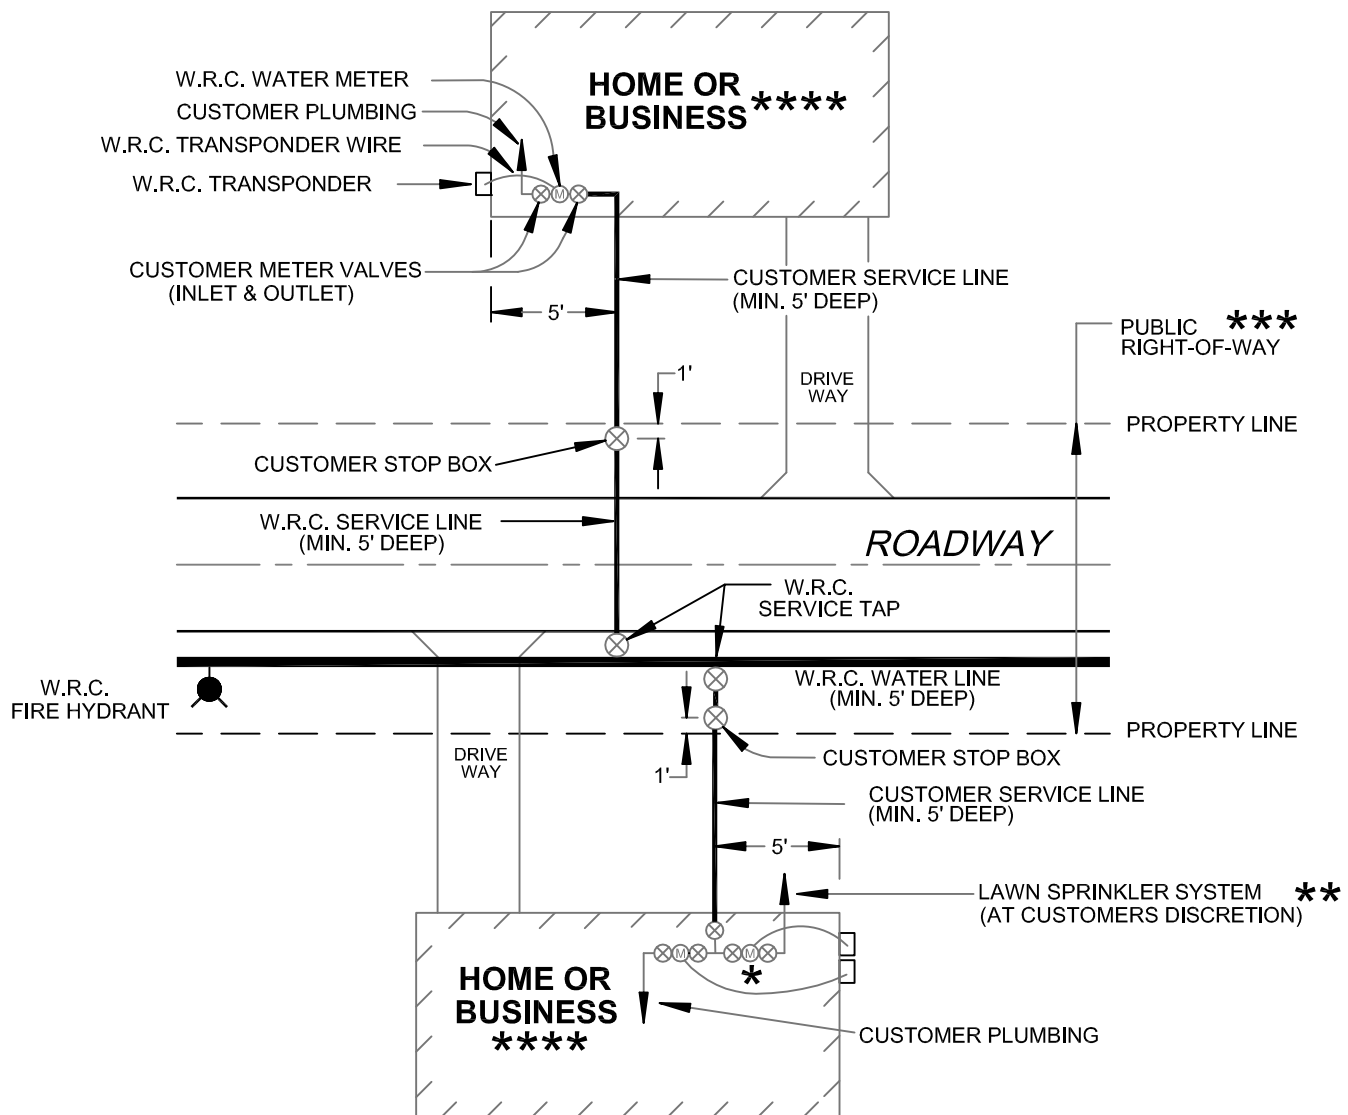 W.R.C. WATER METER
CUSTOMER PLUMBING
W.R.C. TRANSPONDER WIRE
W.R.C. TRANSPONDER
HOME OR
BUSINESS ****
M
CUSTOMER METER VALVES
(INLET & OUTLET)
5'
CUSTOMER SERVICE LINE
(MIN. 5' DEEP)
PUBLIC ***
RIGHT-OF-WAY
1'
DRIVE
WAY
PROPERTY LINE
CUSTOMER STOP BOX
W.R.C. SERVICE LINE
(MIN. 5' DEEP)
ROADWAY
W.R.C.
SERVICE TAP
W.R.C.
FIRE HYDRANT
W.R.C. WATER LINE
(MIN. 5' DEEP)
PROPERTY LINE
DRIVE
WAY
1'
CUSTOMER STOP BOX
CUSTOMER SERVICE LINE
(MIN. 5' DEEP)
5'
LAWN SPRINKLER SYSTEM **
(AT CUSTOMERS DISCRETION)
M M
*
HOME OR
BUSINESS
****
CUSTOMER PLUMBING